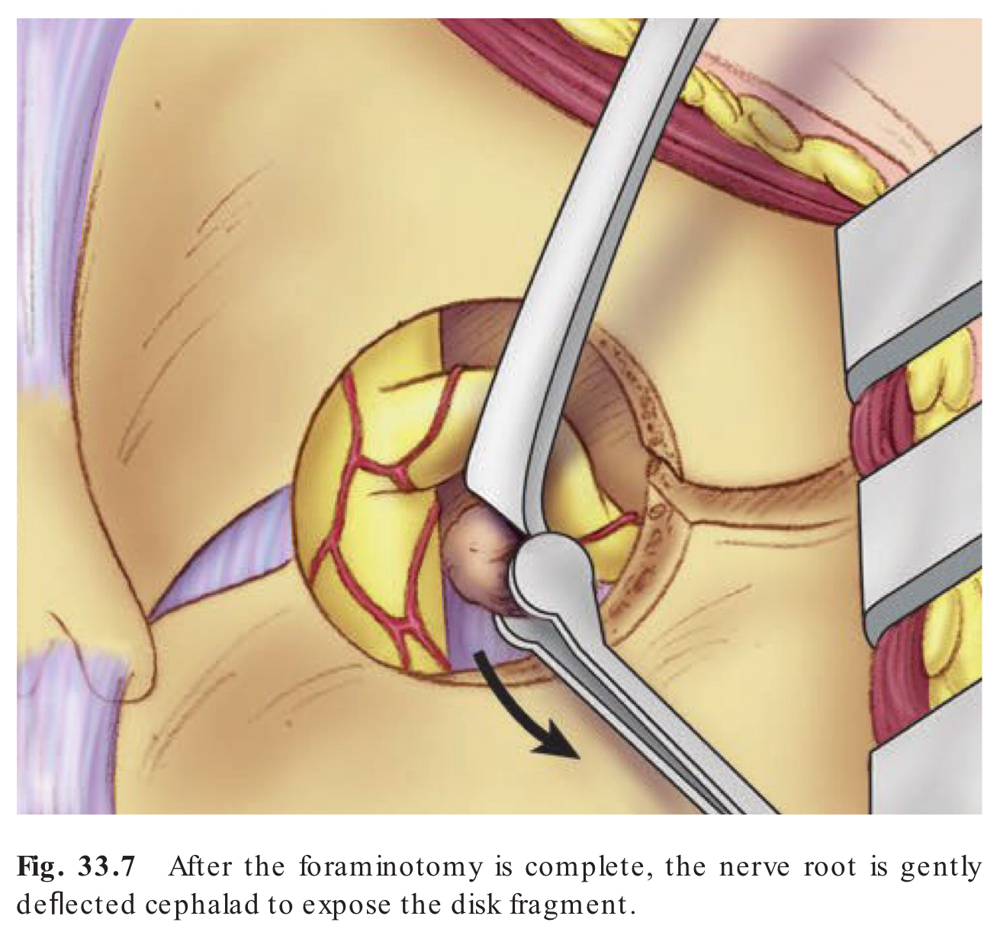 Fig. 33.7 After the foraminotomy is complete, the nerve root is gently
deflected cephalad to expose the disk fragment.